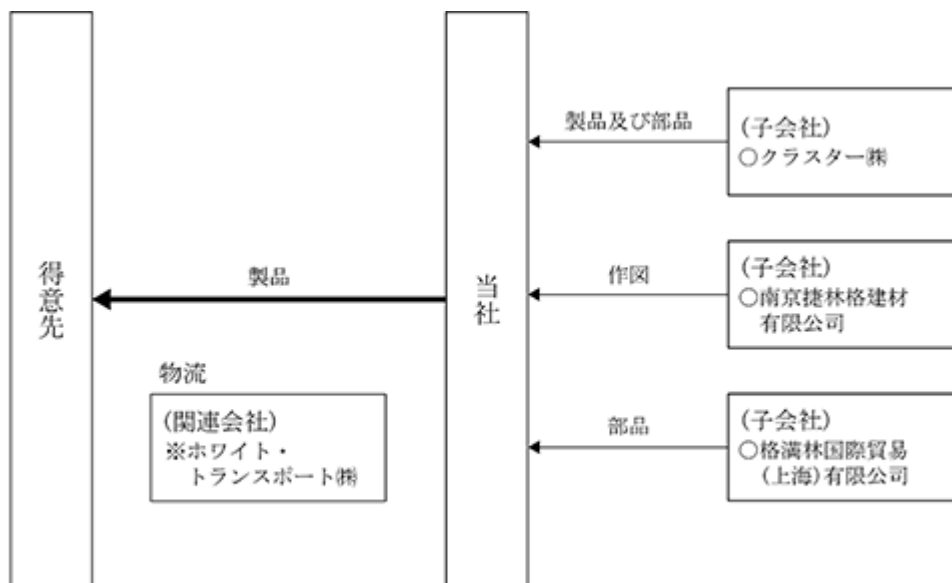 得意先
製品
物流
(関連会社)
※ホワイト・
トランスポート㈱
当社
製品及び部品
(子会社)
○クラスター㈱
作図
(子会社)
○南京捷林格建材
有限公司
部品
(子会社)
○格満林国際貿易
(上海)有限公司